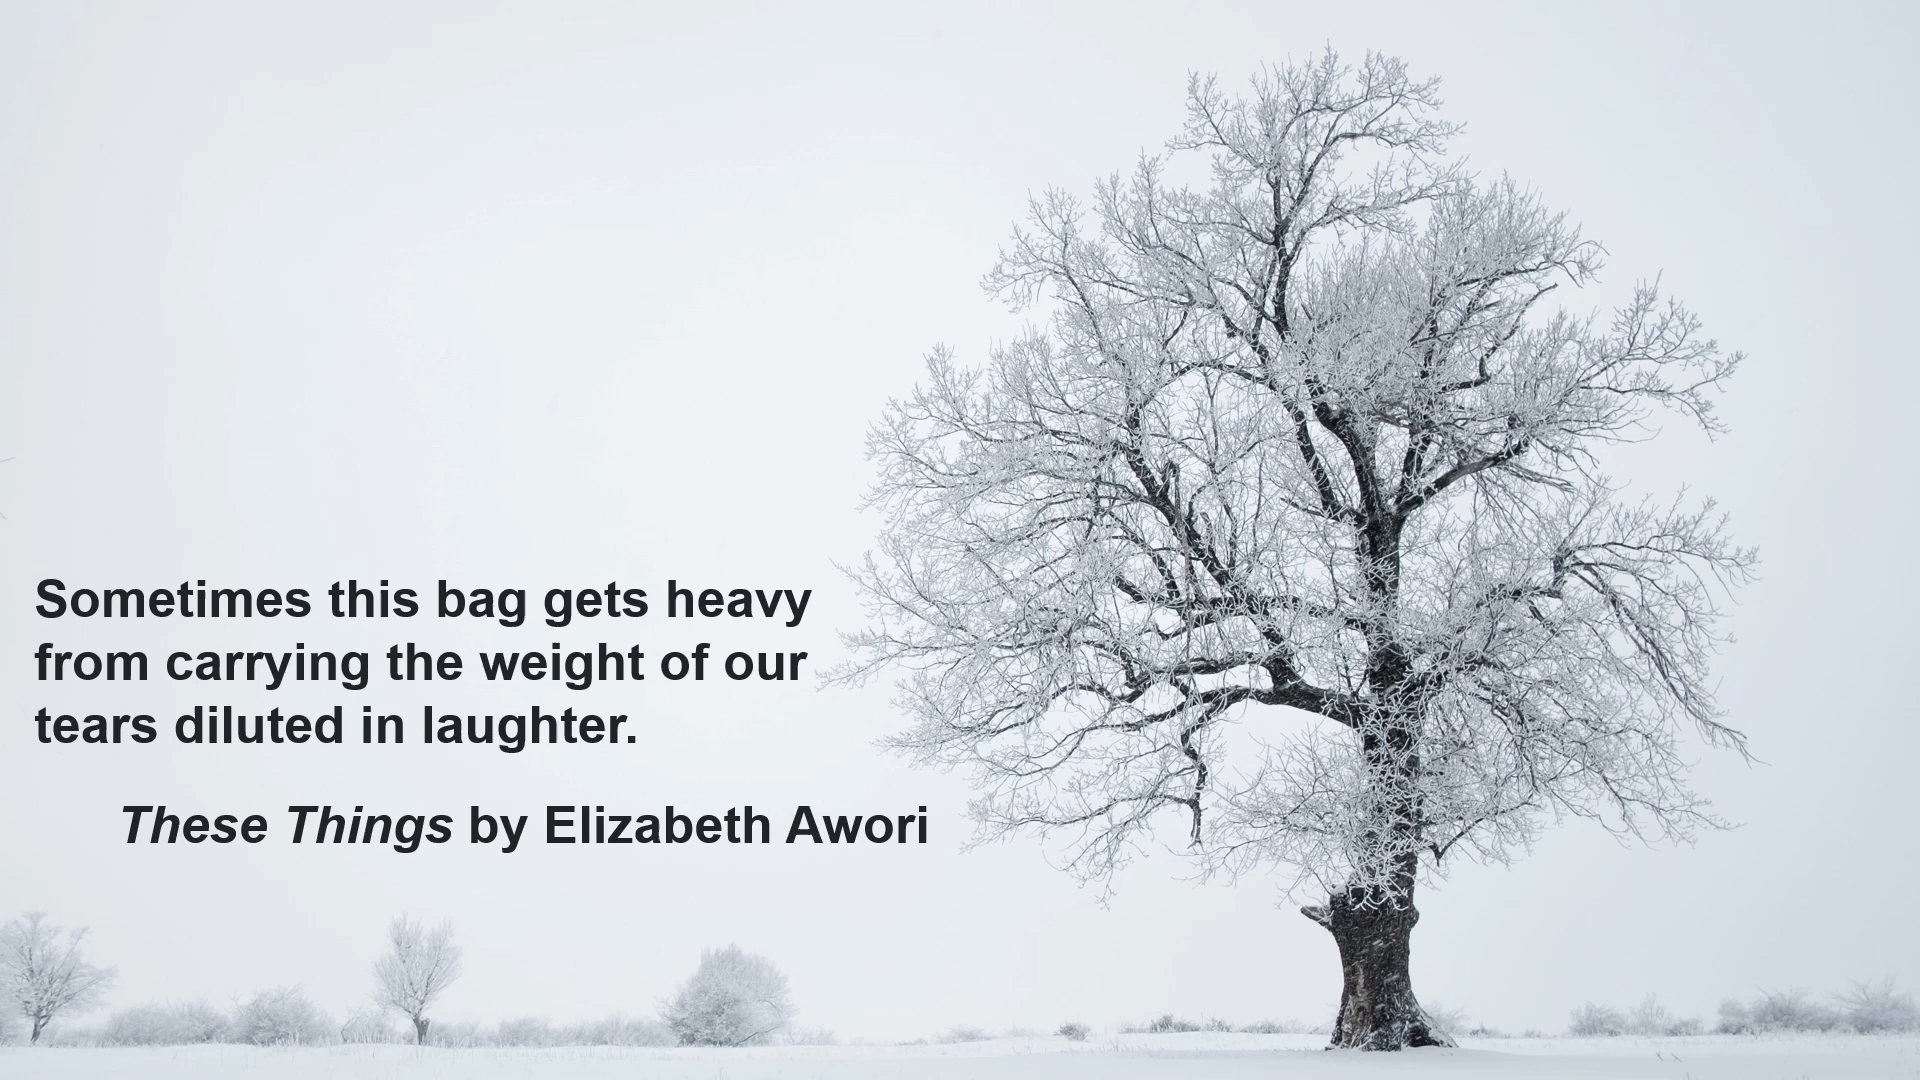 Sometimes this bag gets heavy
from carrying the weight of our
tears diluted in laughter.
These Things by Elizabeth Awori